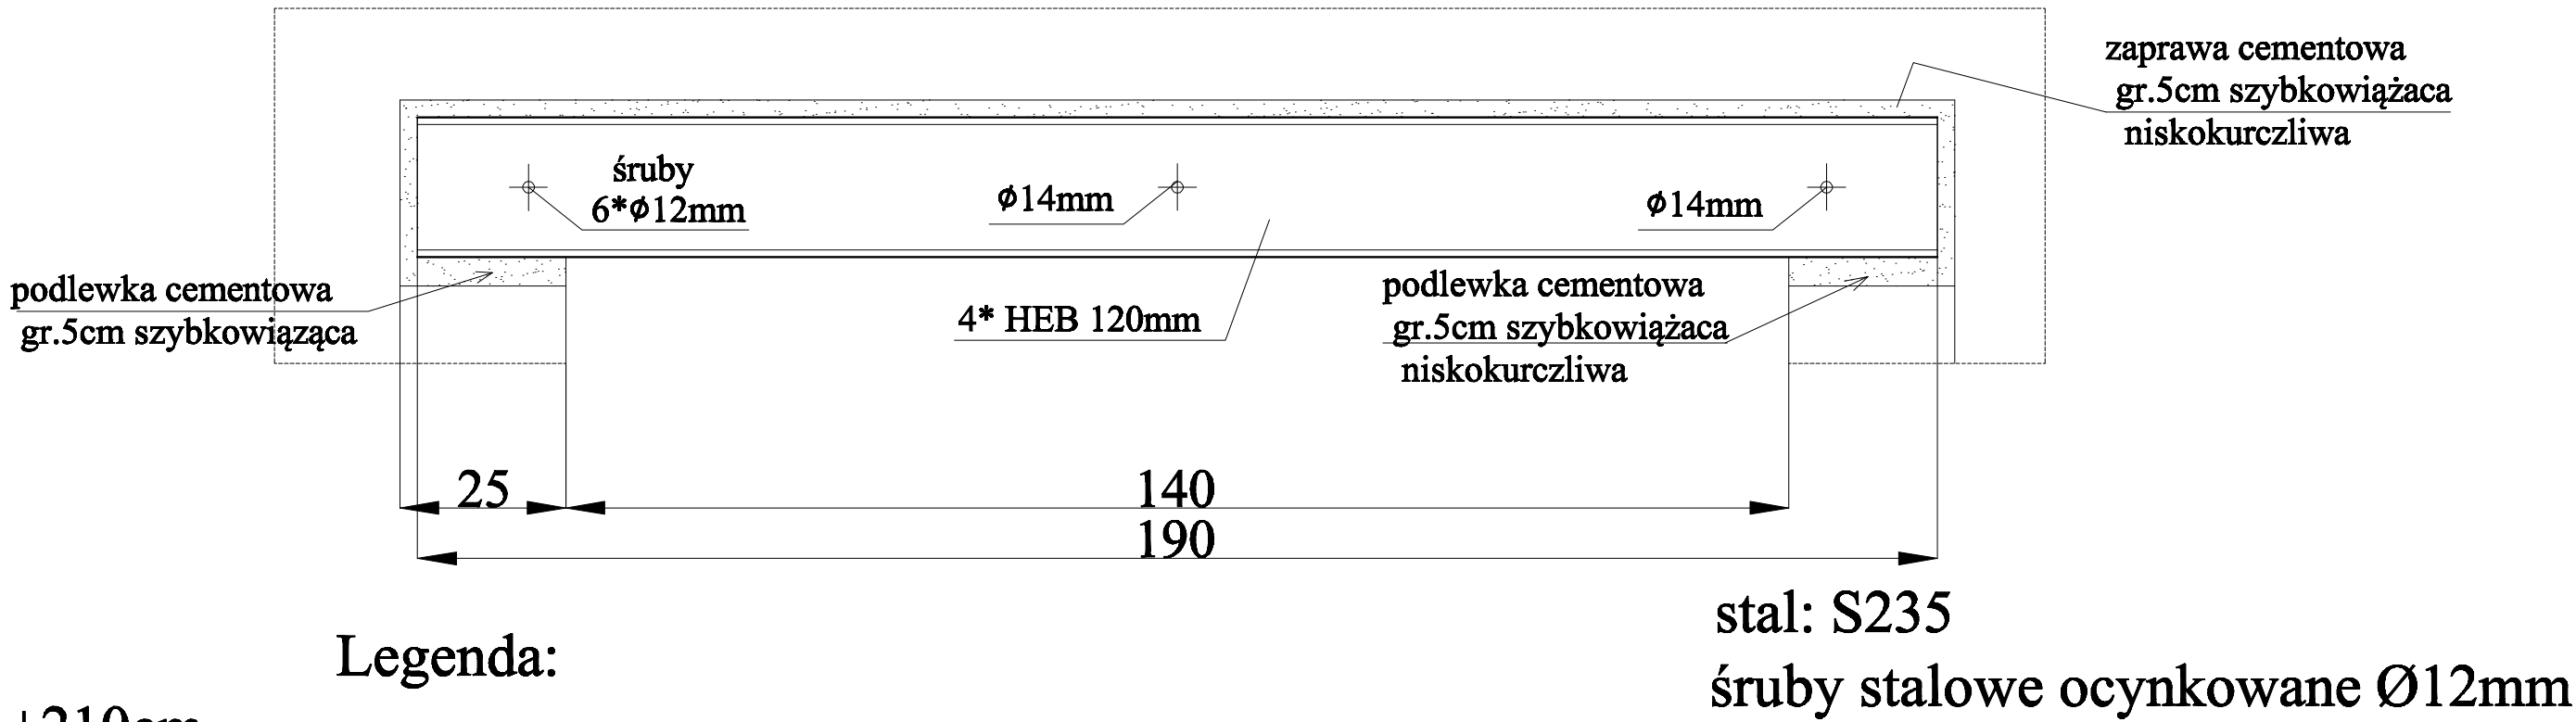 zaprawa cementowa
gr.5cm szybkowiążaca
niskokurczliwa
śruby
6*ϕ12mm
ϕ14mm
ϕ14mm
podlewka cementowa
gr.5cm szybkowiąząca
4* HEB 120mm
podlewka cementowa
gr.5cm szybkowiążaca
niskokurczliwa
25
140
190
stal: S235
Legenda:
śruby stalowe ocynkowane Ø12mm